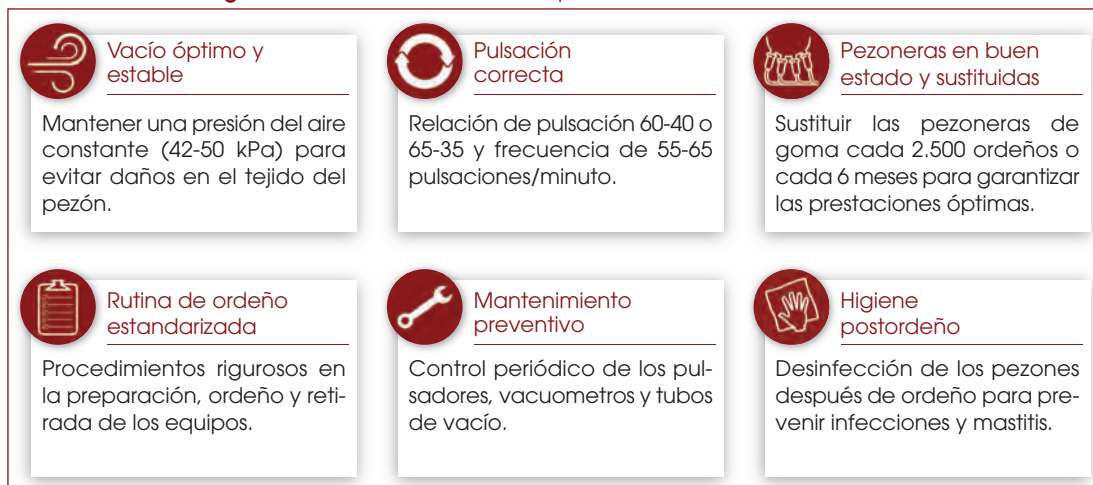 Vacío óptimo y
estable
Mantener una presión del aire
constante (42-50 kPa) para
evitar daños en el tejido del
pezón.
Pulsación
correcta
Relación de pulsación 60-40 o
65-35 y frecuencia de 55-65
pulsaciones/minuto.
Pezoneras en buen
estado y sustituidas
Sustituir las pezoneras de
goma cada 2.500 ordeños o
cada 6 meses para garantizar
las prestaciones óptimas.
Rutina de ordeño
estandarizada
Procedimientos rigurosos en
la preparación, ordeño y reti-
rada de los equipos.
Mantenimiento
preventivo
Control periódico de los pul-
sadores, vacuometros y tubos
de vacío.
Higiene
postordeño
Desinfección de los pezones
después de ordeño para pre-
venir infecciones y mastitis.